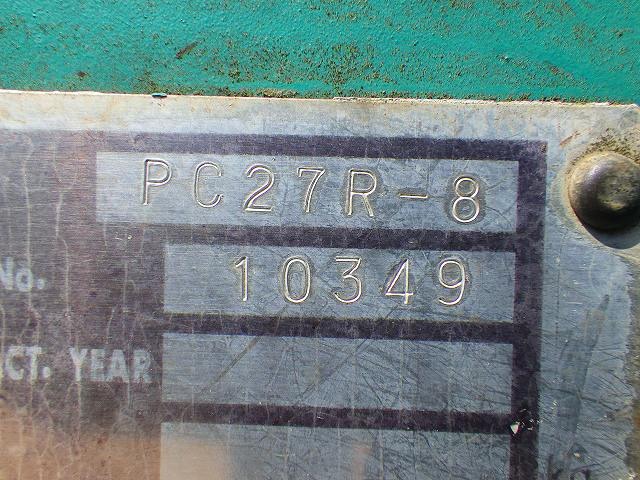 PC27R-8
No. 10349
CT. YEAR